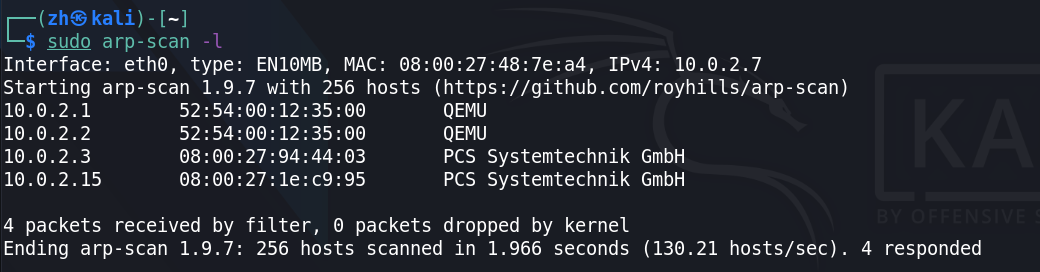 ┌──(zh㉿kali)-[~]
└─$ sudo arp-scan -l
Interface: eth0, type: EN10MB, MAC: 08:00:27:48:7e:a4, IPv4: 10.0.2.7
Starting arp-scan 1.9.7 with 256 hosts (https://github.com/royhills/arp-scan)
10.0.2.1 52:54:00:12:35:00 QEMU
10.0.2.2 52:54:00:12:35:00 QEMU
10.0.2.3 08:00:27:94:44:03 PCS Systemtechnik GmbH
10.0.2.15 08:00:27:1e:c9:95 PCS Systemtechnik GmbH
KA
BY OFFENSIVE S
4 packets received by filter, 0 packets dropped by kernel
Ending arp-scan 1.9.7: 256 hosts scanned in 1.966 seconds (130.21 hosts/sec). 4 responded